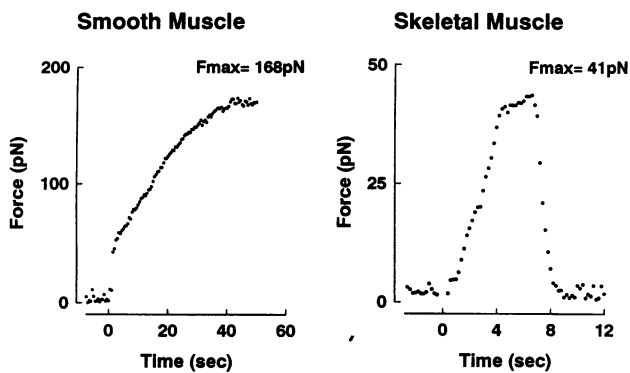 Smooth Muscle
Fmax= 168pN
200
100
0
Force (pN)
0 20 40 60
Time (sec)
Skeletal Muscle
Fmax= 41pN
50
25
0
Force (pN)
0 4 8 12
Time (sec)